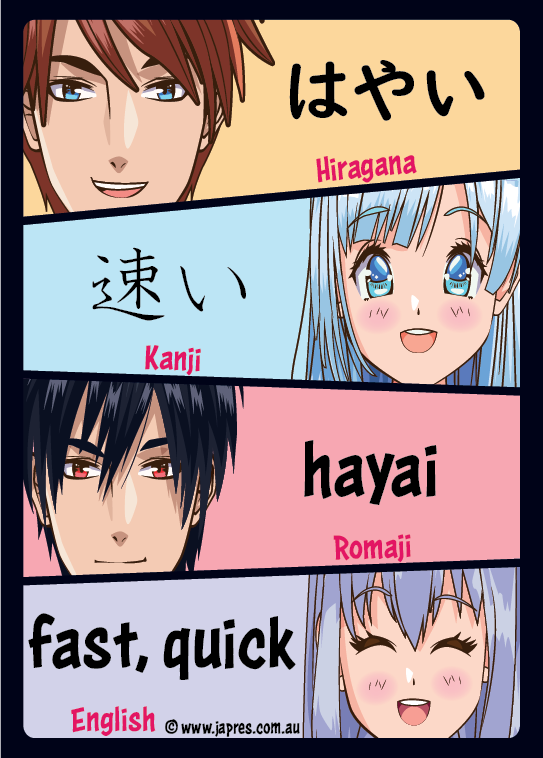 はやい
Hiragana
速い
Kanji
hayai
Romaji
fast, quick
English © www.japres.com.au